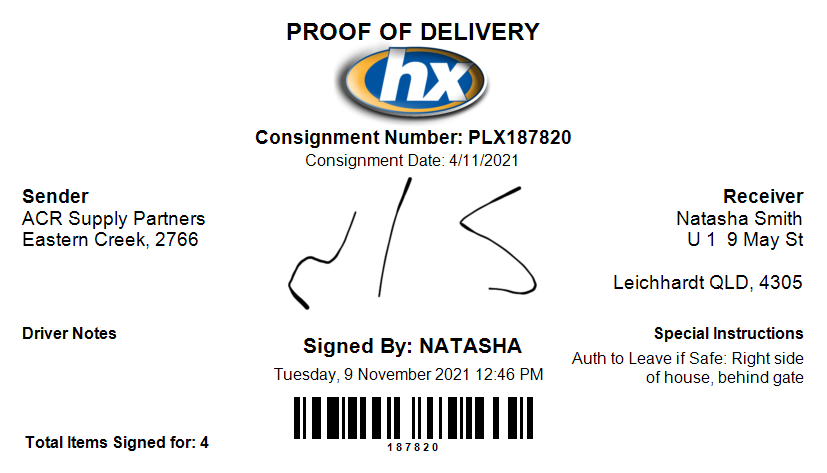 PROOF OF DELIVERY
hx
Consignment Number: PLX187820
Consignment Date: 4/11/2021
Sender
ACR Supply Partners
Eastern Creek, 2766
Receiver
Natasha Smith
U 1  9 May St
Leichhardt QLD, 4305
Driver Notes
Signed By: NATASHA
Tuesday, 9 November 2021 12:46 PM
Special Instructions
Auth to Leave if Safe: Right side
of house, behind gate
187820
Total Items Signed for: 4